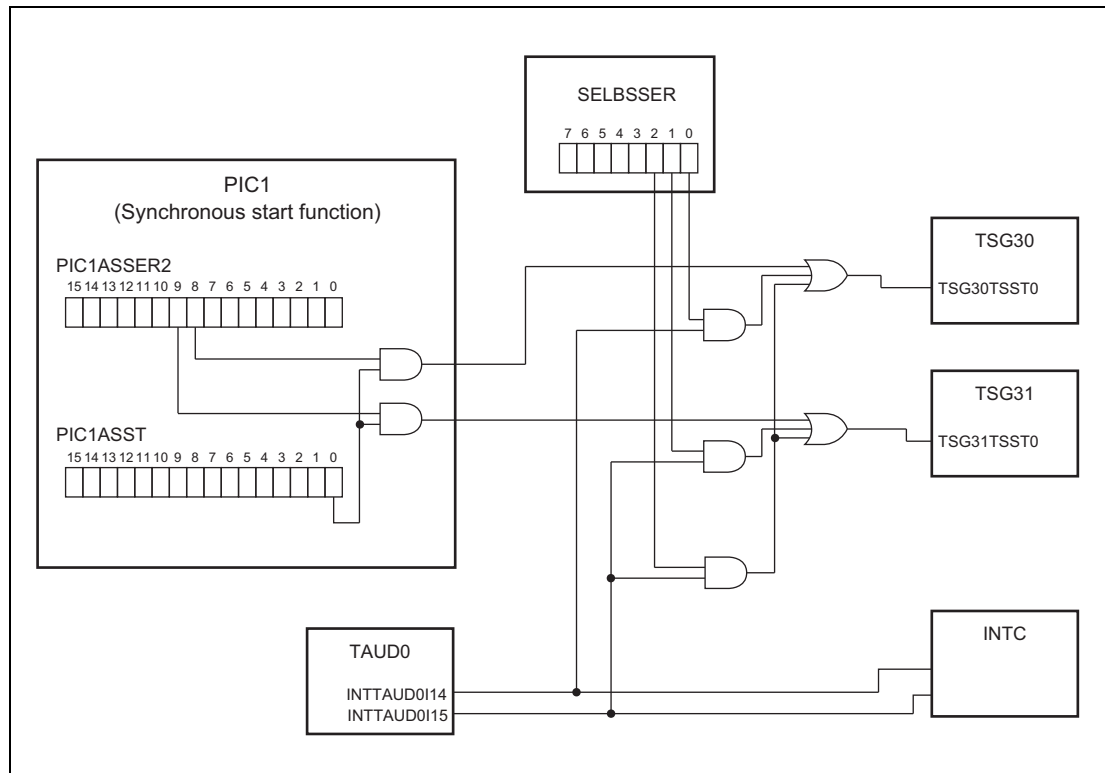 SELBSSER
7 6 5 4 3 2 1 0
PIC1
(Synchronous start function)
PIC1ASSER2
15 14 13 12 11 10 9 8 7 6 5 4 3 2 1 0
PIC1ASST
15 14 13 12 11 10 9 8 7 6 5 4 3 2 1 0
TSG30
TSG30TSST0
TSG31
TSG31TSST0
TAUD0
INTTAUD0I14
INTTAUD0I15
INTC